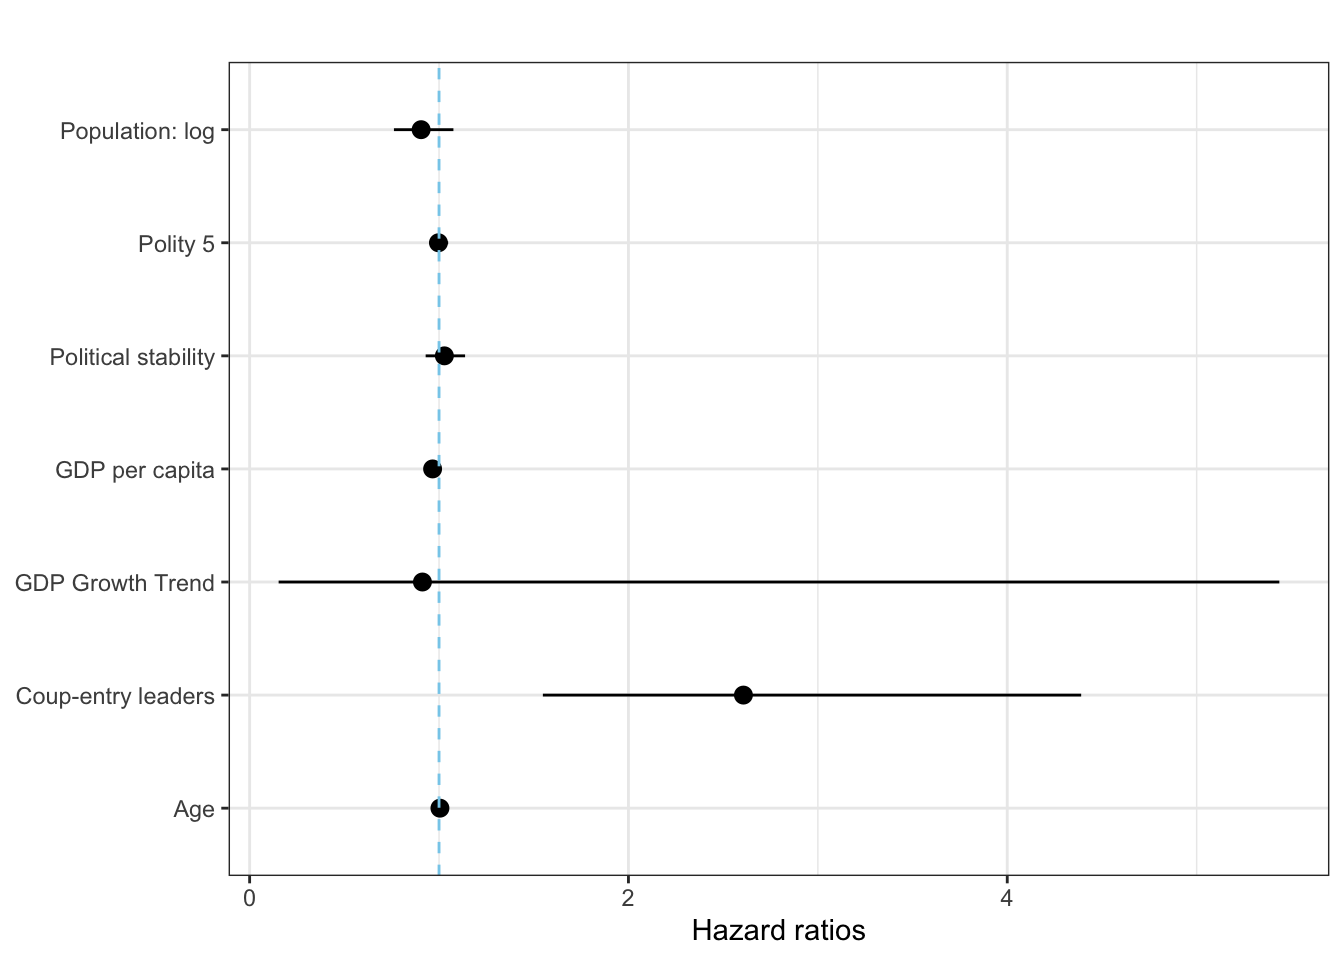 Population: log
Polity 5
Political stability
GDP per capita
GDP Growth Trend
Coup-entry leaders
Age
0 2 4
Hazard ratios